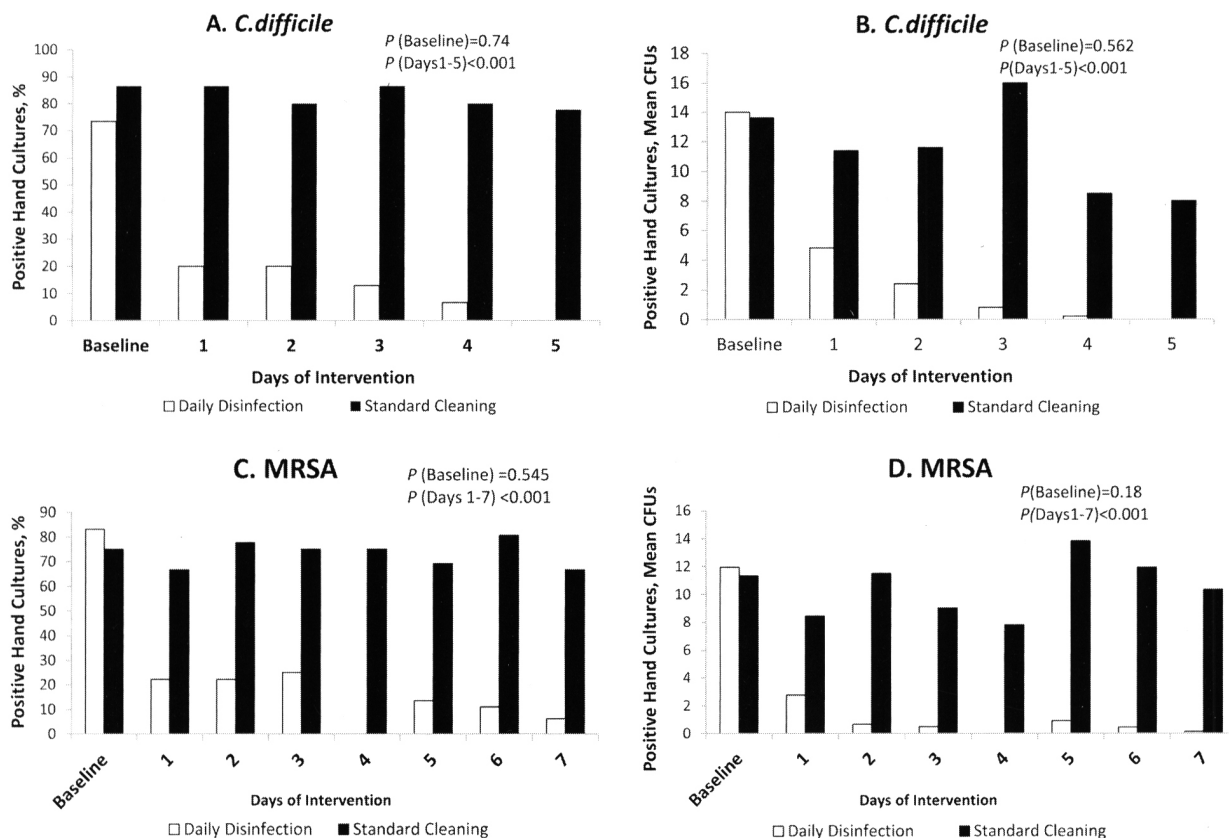 A. C.difficile
P (Baseline)=0.74
P (Days1-5)<0.001
Positive Hand Cultures, %
100
90
80
70
60
50
40
30
20
10
0
Baseline 1 2 3 4 5
Days of Intervention
Daily Disinfection Standard Cleaning
B. C.difficile
P (Baseline)=0.562
P(Days1-5)<0.001
Positive Hand Cultures, Mean CFUs
18
16
14
12
10
8
6
4
2
0
Baseline 1 2 3 4 5
Days of Intervention
Daily Disinfection Standard Cleaning
C. MRSA
P (Baseline) =0.545
P (Days 1-7) <0.001
Positive Hand Cultures, %
90
80
70
60
50
40
30
20
10
0
Baseline 1 2 3 4 5 6 7
Days of Intervention
Daily Disinfection Standard Cleaning
D. MRSA
P(Baseline)=0.18
P(Days1-7)<0.001
Positive Hand Cultures, Mean CFUs
16
14
12
10
8
6
4
2
0
Baseline 1 2 3 4 5 6 7
Days of Intervention
Daily Disinfection Standard Cleaning